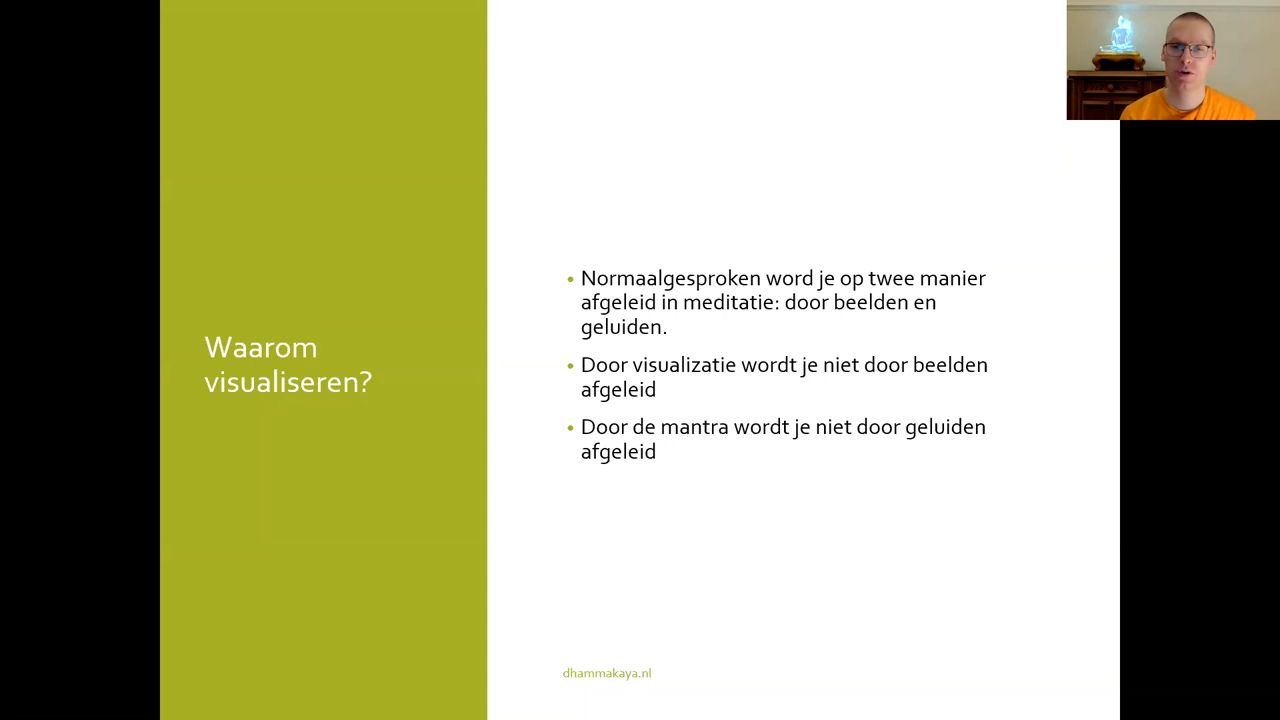 Waarom
visualiseren?
• Normaalgesproken word je op twee manier
afgeleid in meditatie: door beelden en
geluiden.
• Door visualizatie wordt je niet door beelden
afgeleid
• Door de mantra wordt je niet door geluiden
afgeleid
dhammakaya.nl